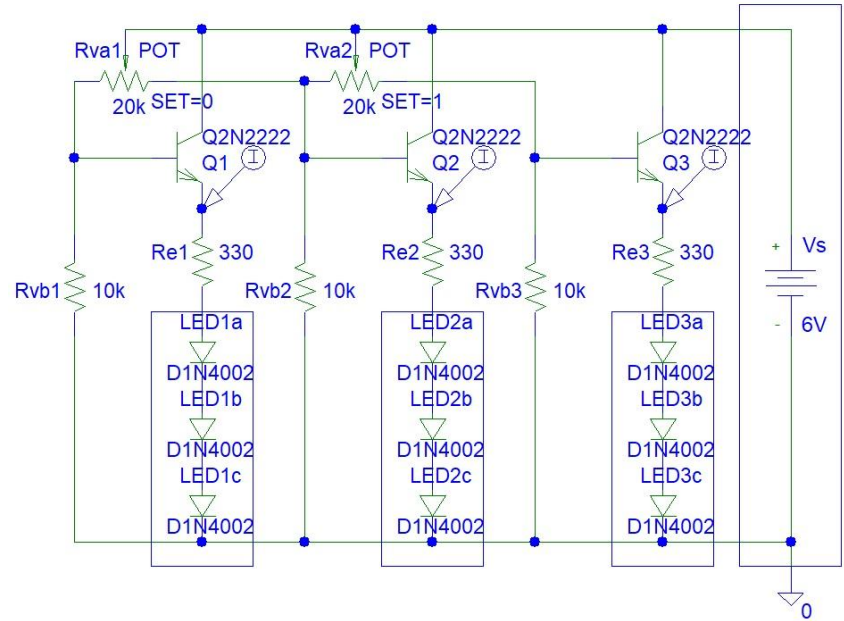 Rva1 POT
Rva2 POT
20k SET=0
20k SET=1
Q2N2222
Q2N2222
Q2N2222
Q1
I
Q2
I
Q3
I
Re1 330
Re2 330
Re3 330
+ Vs
Rvb1 10k
Rvb2 10k
Rvb3 10k
LED1a
LED2a
LED3a
- 6V
D1N4002
D1N4002
D1N4002
LED1b
LED2b
LED3b
D1N4002
D1N4002
D1N4002
LED1c
LED2c
LED3c
D1N4002
D1N4002
D1N4002
0